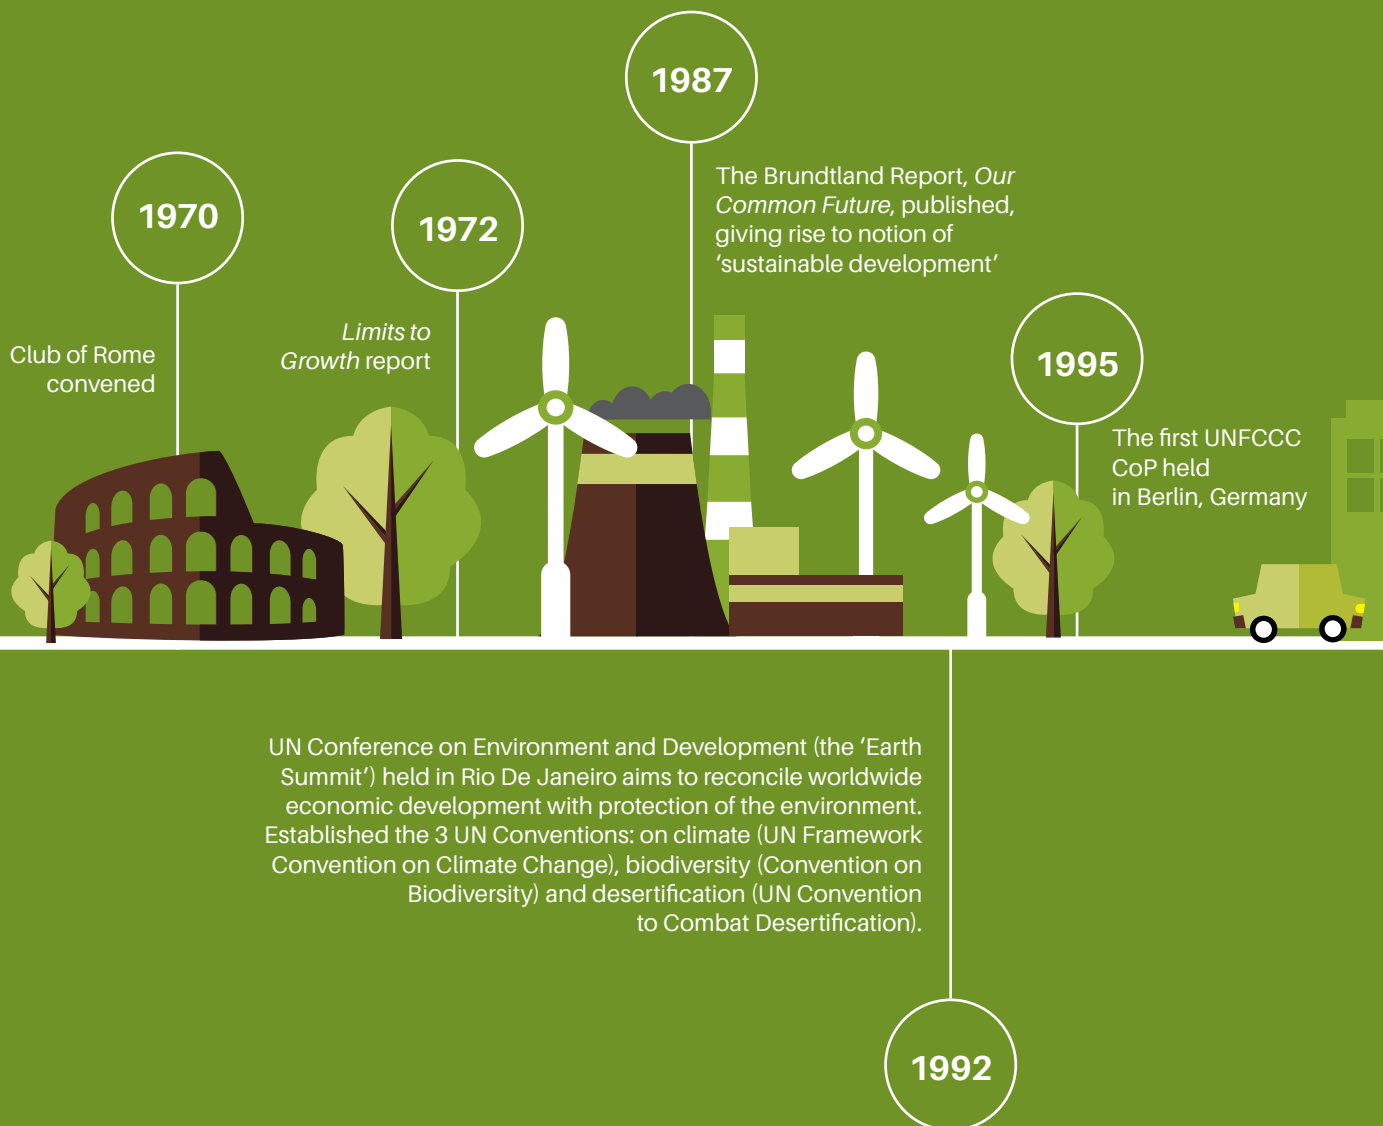 1970
Club of Rome
convened
1972
Limits to
Growth report
1987
The Brundtland Report, Our
Common Future, published,
giving rise to notion of
‘sustainable development’
1995
The first UNFCCC
CoP held
in Berlin, Germany
UN Conference on Environment and Development (the ‘Earth
Summit’) held in Rio De Janeiro aims to reconcile worldwide
economic development with protection of the environment.
Established the 3 UN Conventions: on climate (UN Framework
Convention on Climate Change), biodiversity (Convention on
Biodiversity) and desertification (UN Convention
to Combat Desertification).
1992